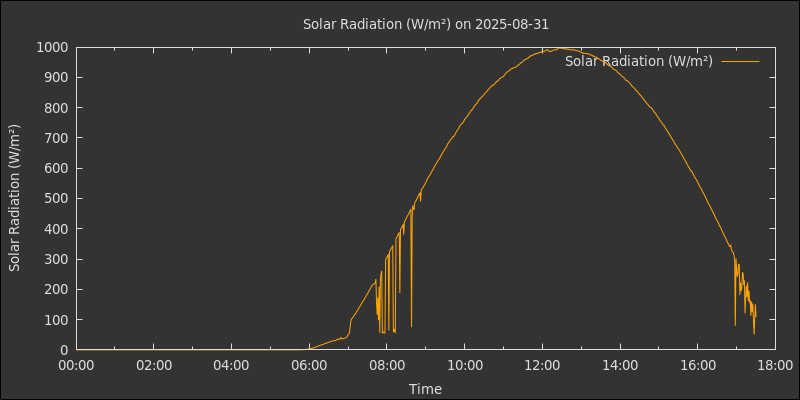 Solar Radiation (W/m²) on 2025-08-31
Solar Radiation (W/m²)
Solar Radiation (W/m²)
1000
900
800
700
600
500
400
300
200
100
0
00:00 02:00 04:00 06:00 08:00 10:00 12:00 14:00 16:00 18:00
Time